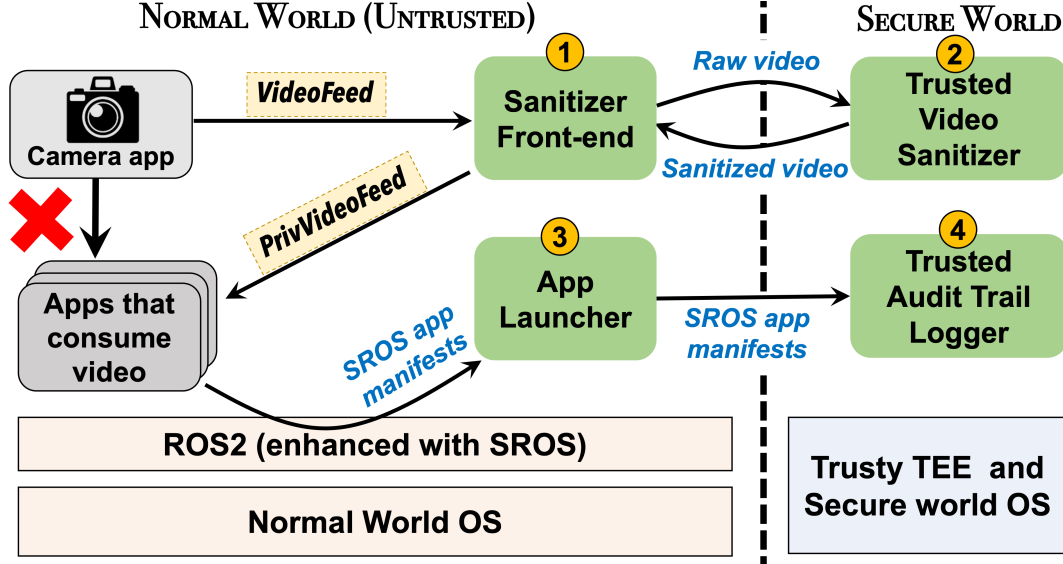 NORMAL WORLD (UNTRUSTED)
SECURE WORLD
Camera app
VideoFeed
1
Sanitizer
Front-end
Raw video
Sanitized video
2
Trusted
Video
Sanitizer
PrivVideoFeed
Apps that
consume
video
SROS app
manifests
3
App
Launcher
SROS app
manifests
4
Trusted
Audit Trail
Logger
ROS2 (enhanced with SROS)
Normal World OS
Trusty TEE and
Secure world OS